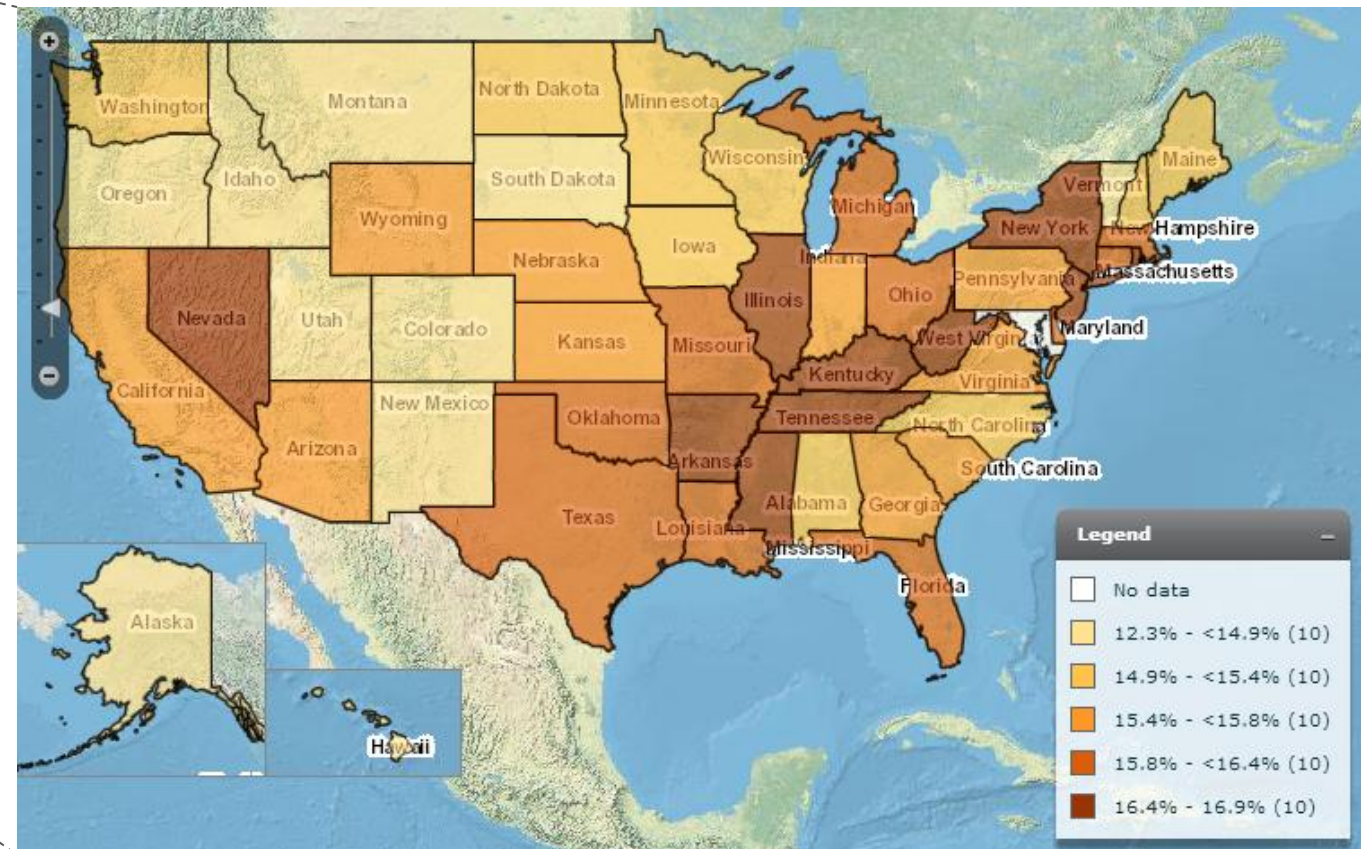 Washington
Montana
North Dakota
Minnesota
Maine
Oregon
Idaho
South Dakota
Wisconsin
Vermont
Wyoming
Michigan
New York
New Hampshire
Iowa
Nebraska
Indiana
Pennsylvania
Massachusetts
Nevada
Utah
Colorado
Illinois
Ohio
Maryland
Kansas
Missouri
West Virginia
California
Kentucky
Virginia
New Mexico
Oklahoma
Tennessee
North Carolina
Arizona
Arkansas
South Carolina
Texas
Louisiana
Alabama
Georgia
Mississippi
Florida
Alaska
Hawaii
Legend
No data
12.3% - <14.9% (10)
14.9% - <15.4% (10)
15.4% - <15.8% (10)
15.8% - <16.4% (10)
16.4% - 16.9% (10)